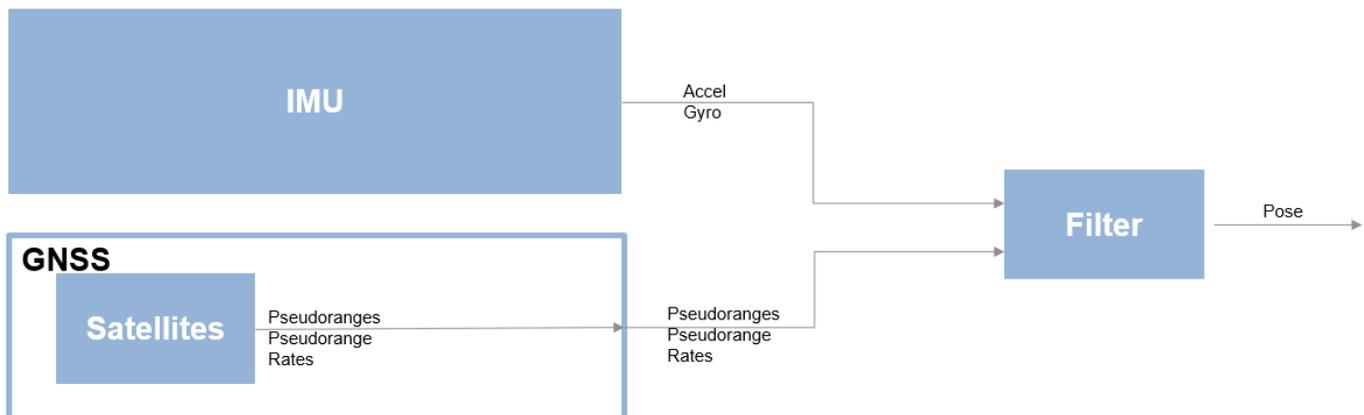 IMU
Accel
Gyro
Filter
Pose
GNSS
Satellites
Pseudoranges
Pseudorange
Rates
Pseudoranges
Pseudorange
Rates